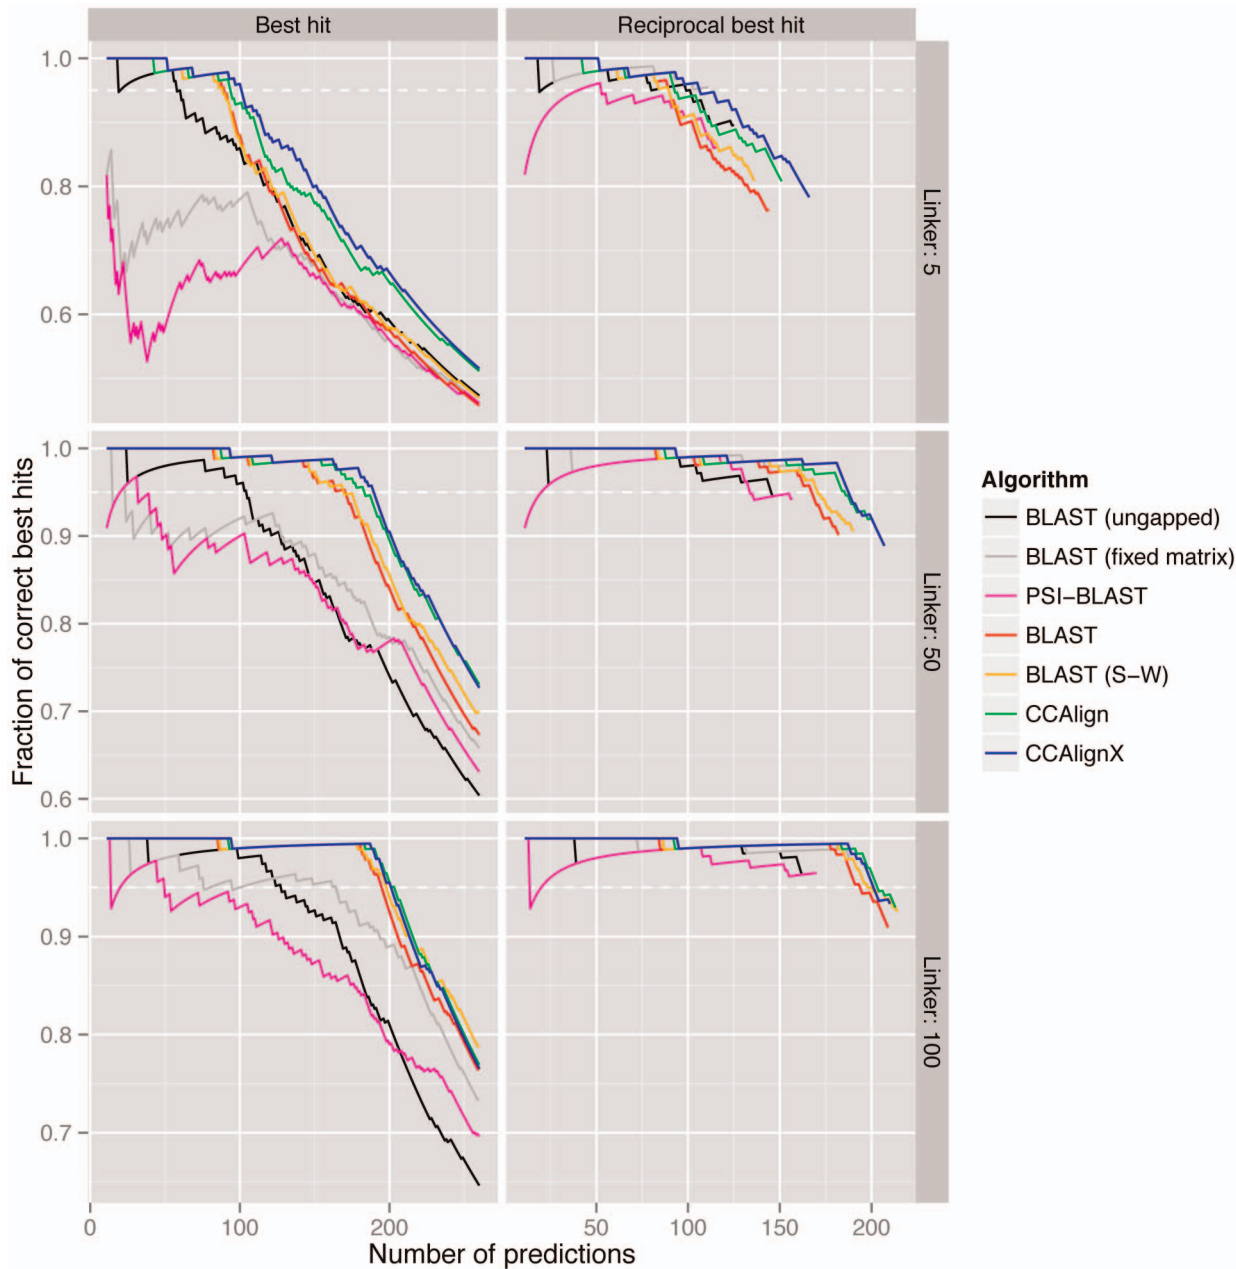 Best hit
Reciprocal best hit
1.0
0.8
0.6
Linker: 5
1.0
0.9
0.8
0.7
0.6
Linker: 50
1.0
0.9
0.8
0.7
Linker: 100
0
100
200
50
100
150
200
Number of predictions
Fraction of correct best hits
Algorithm
BLAST (ungapped)
BLAST (fixed matrix)
PSI−BLAST
BLAST
BLAST (S−W)
CCAlign
CCAlignX